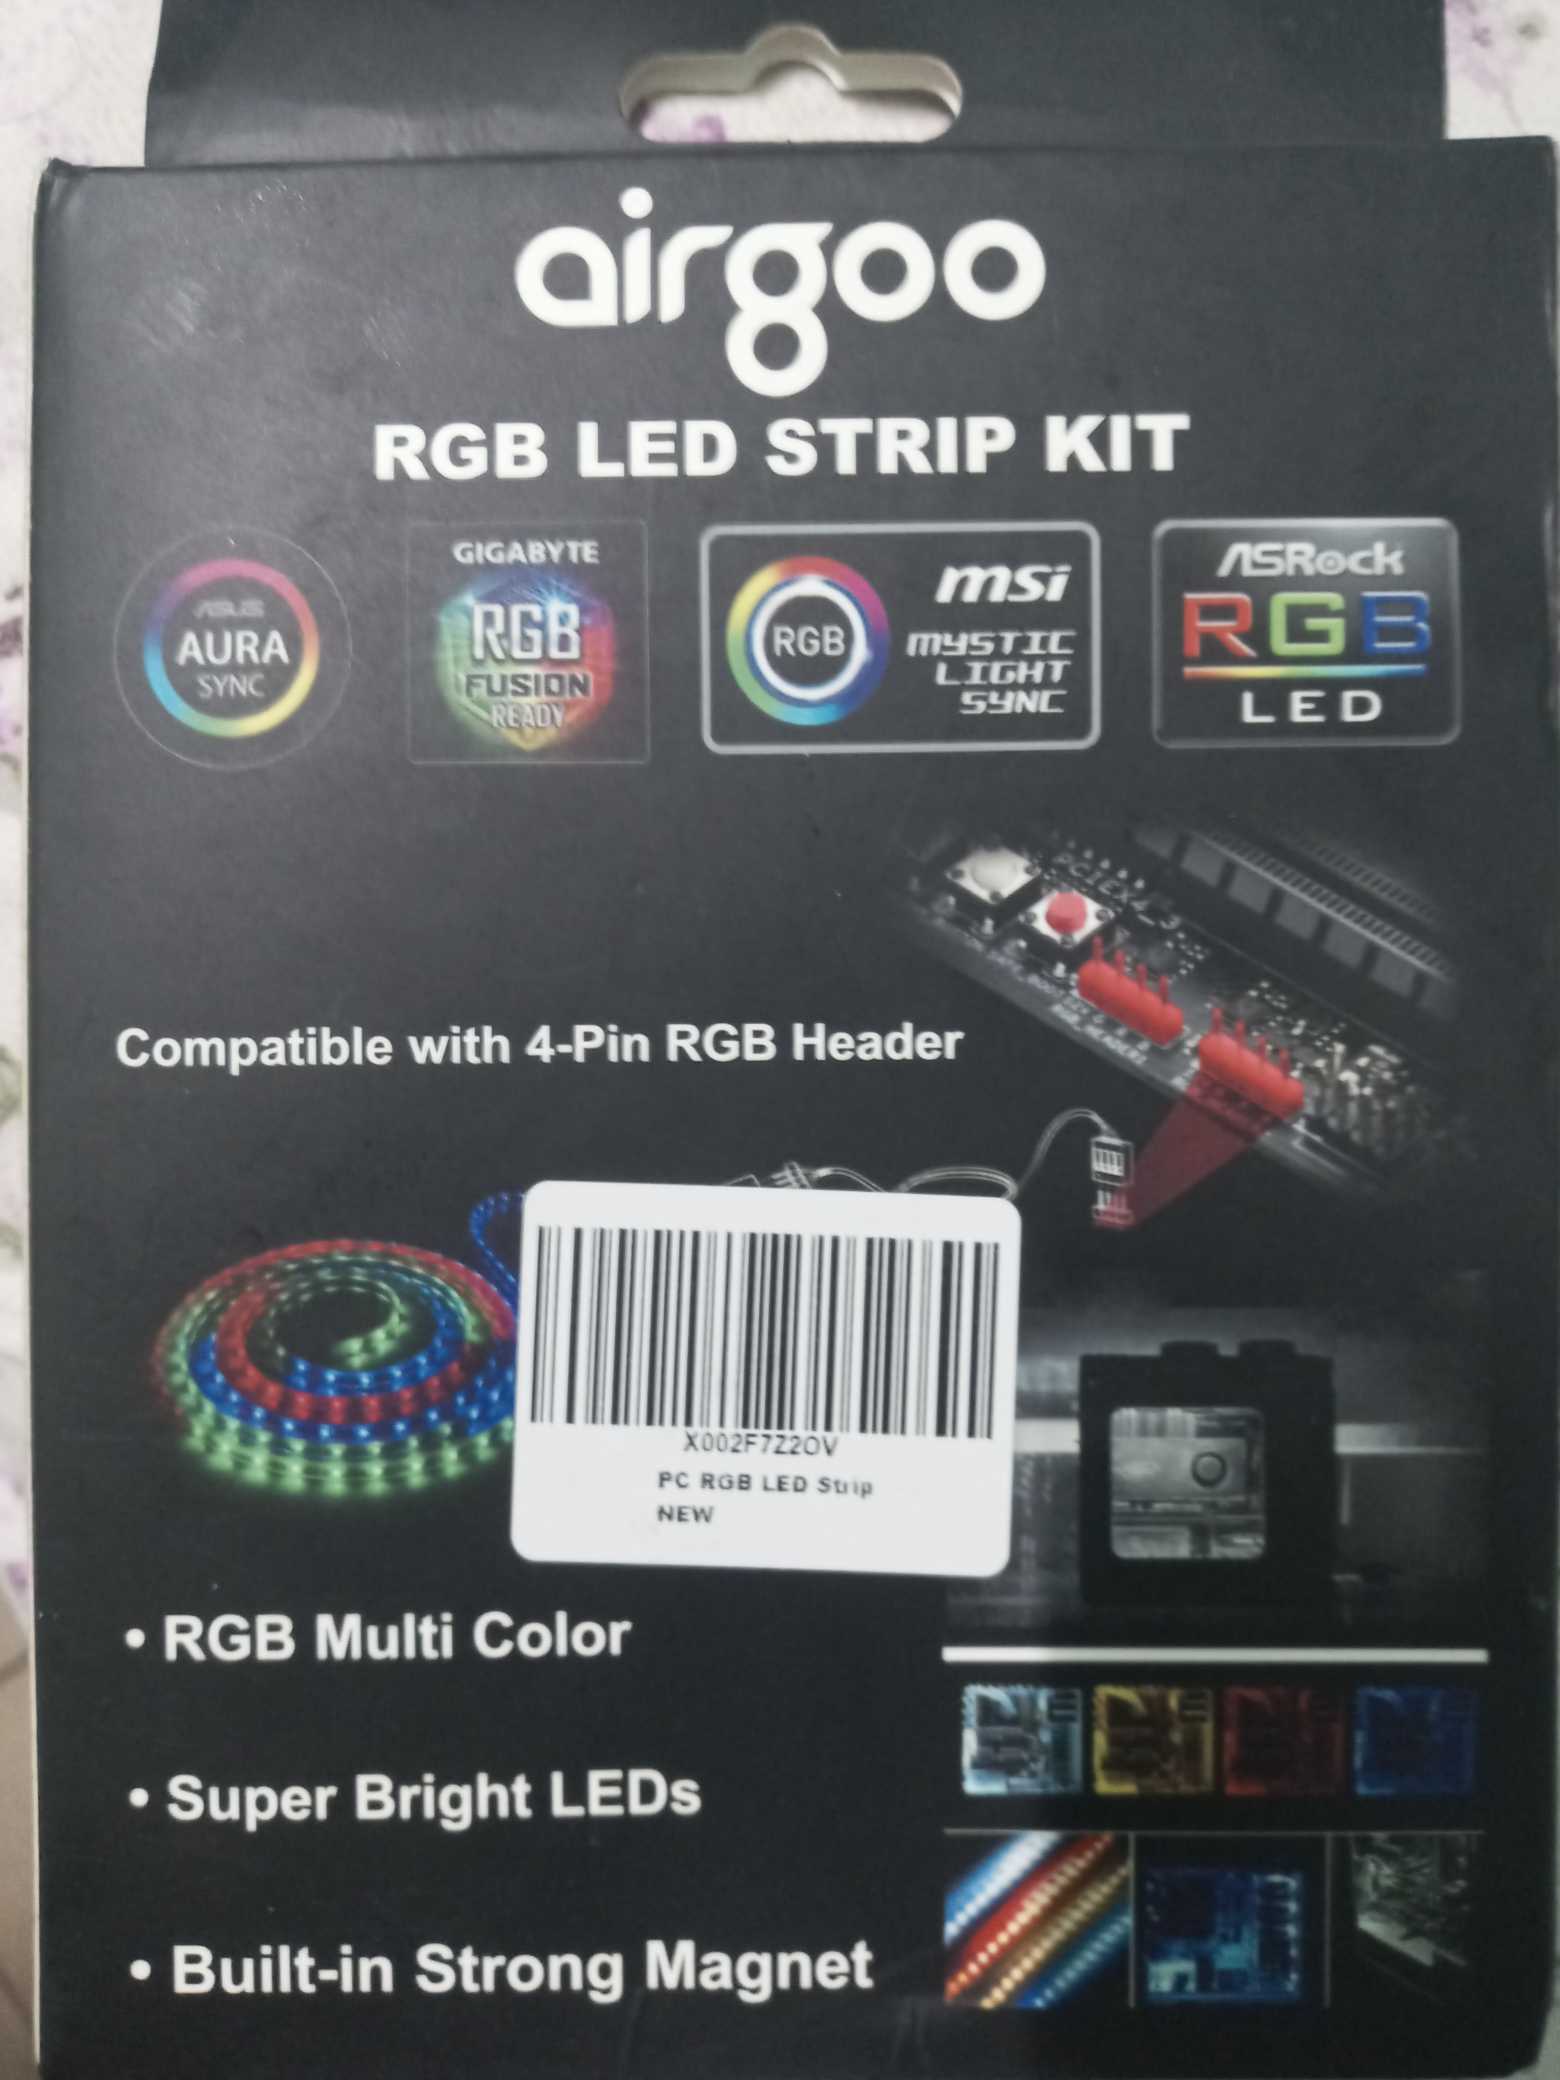 airgoo
RGB LED STRIP KIT
ASUS
AURA
SYNC
GIGABYTE
RGB
FUSION
READY
RGB
msi
MYSTIC
LIGHT
SYNC
ASRock
RGB
LED
PCIEX4_3
Compatible with 4-Pin RGB Header
X002F7Z2OV
PC RGB LED Strip
NEW
• RGB Multi Color
• Super Bright LEDs
• Built-in Strong Magnet